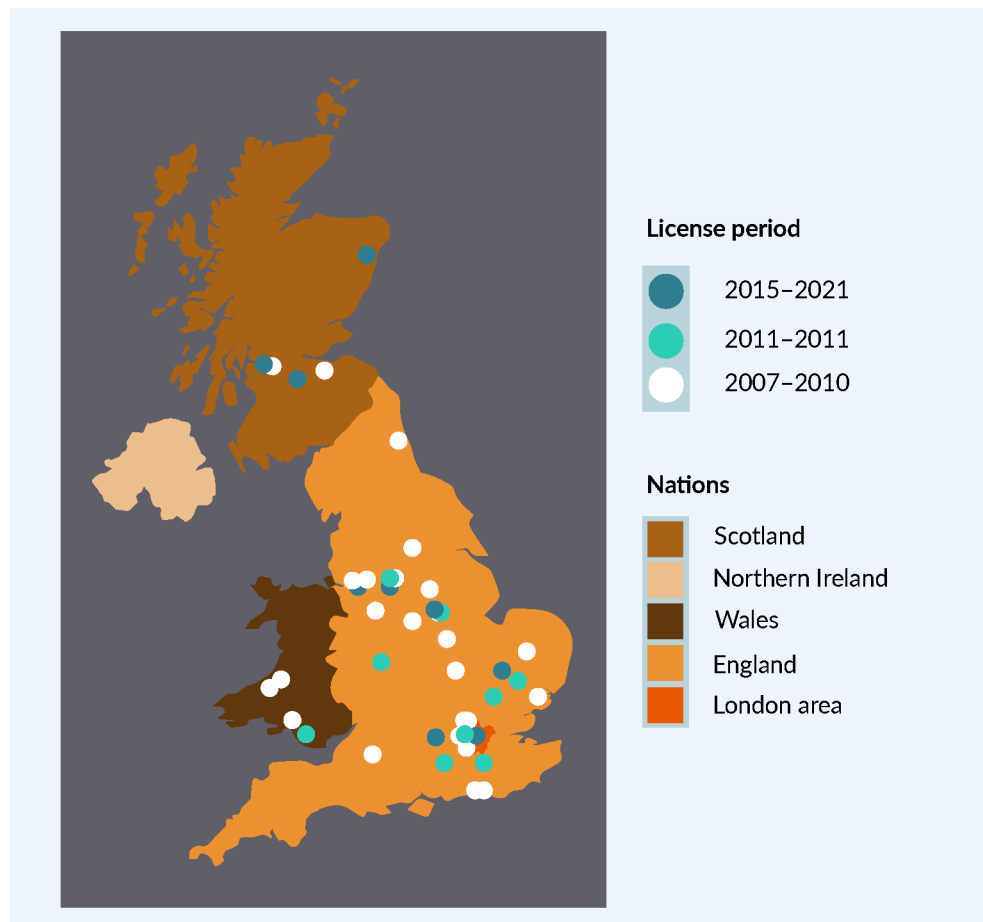 License period
2015–2021
2011–2011
2007–2010
Nations
Scotland
Northern Ireland
Wales
England
London area